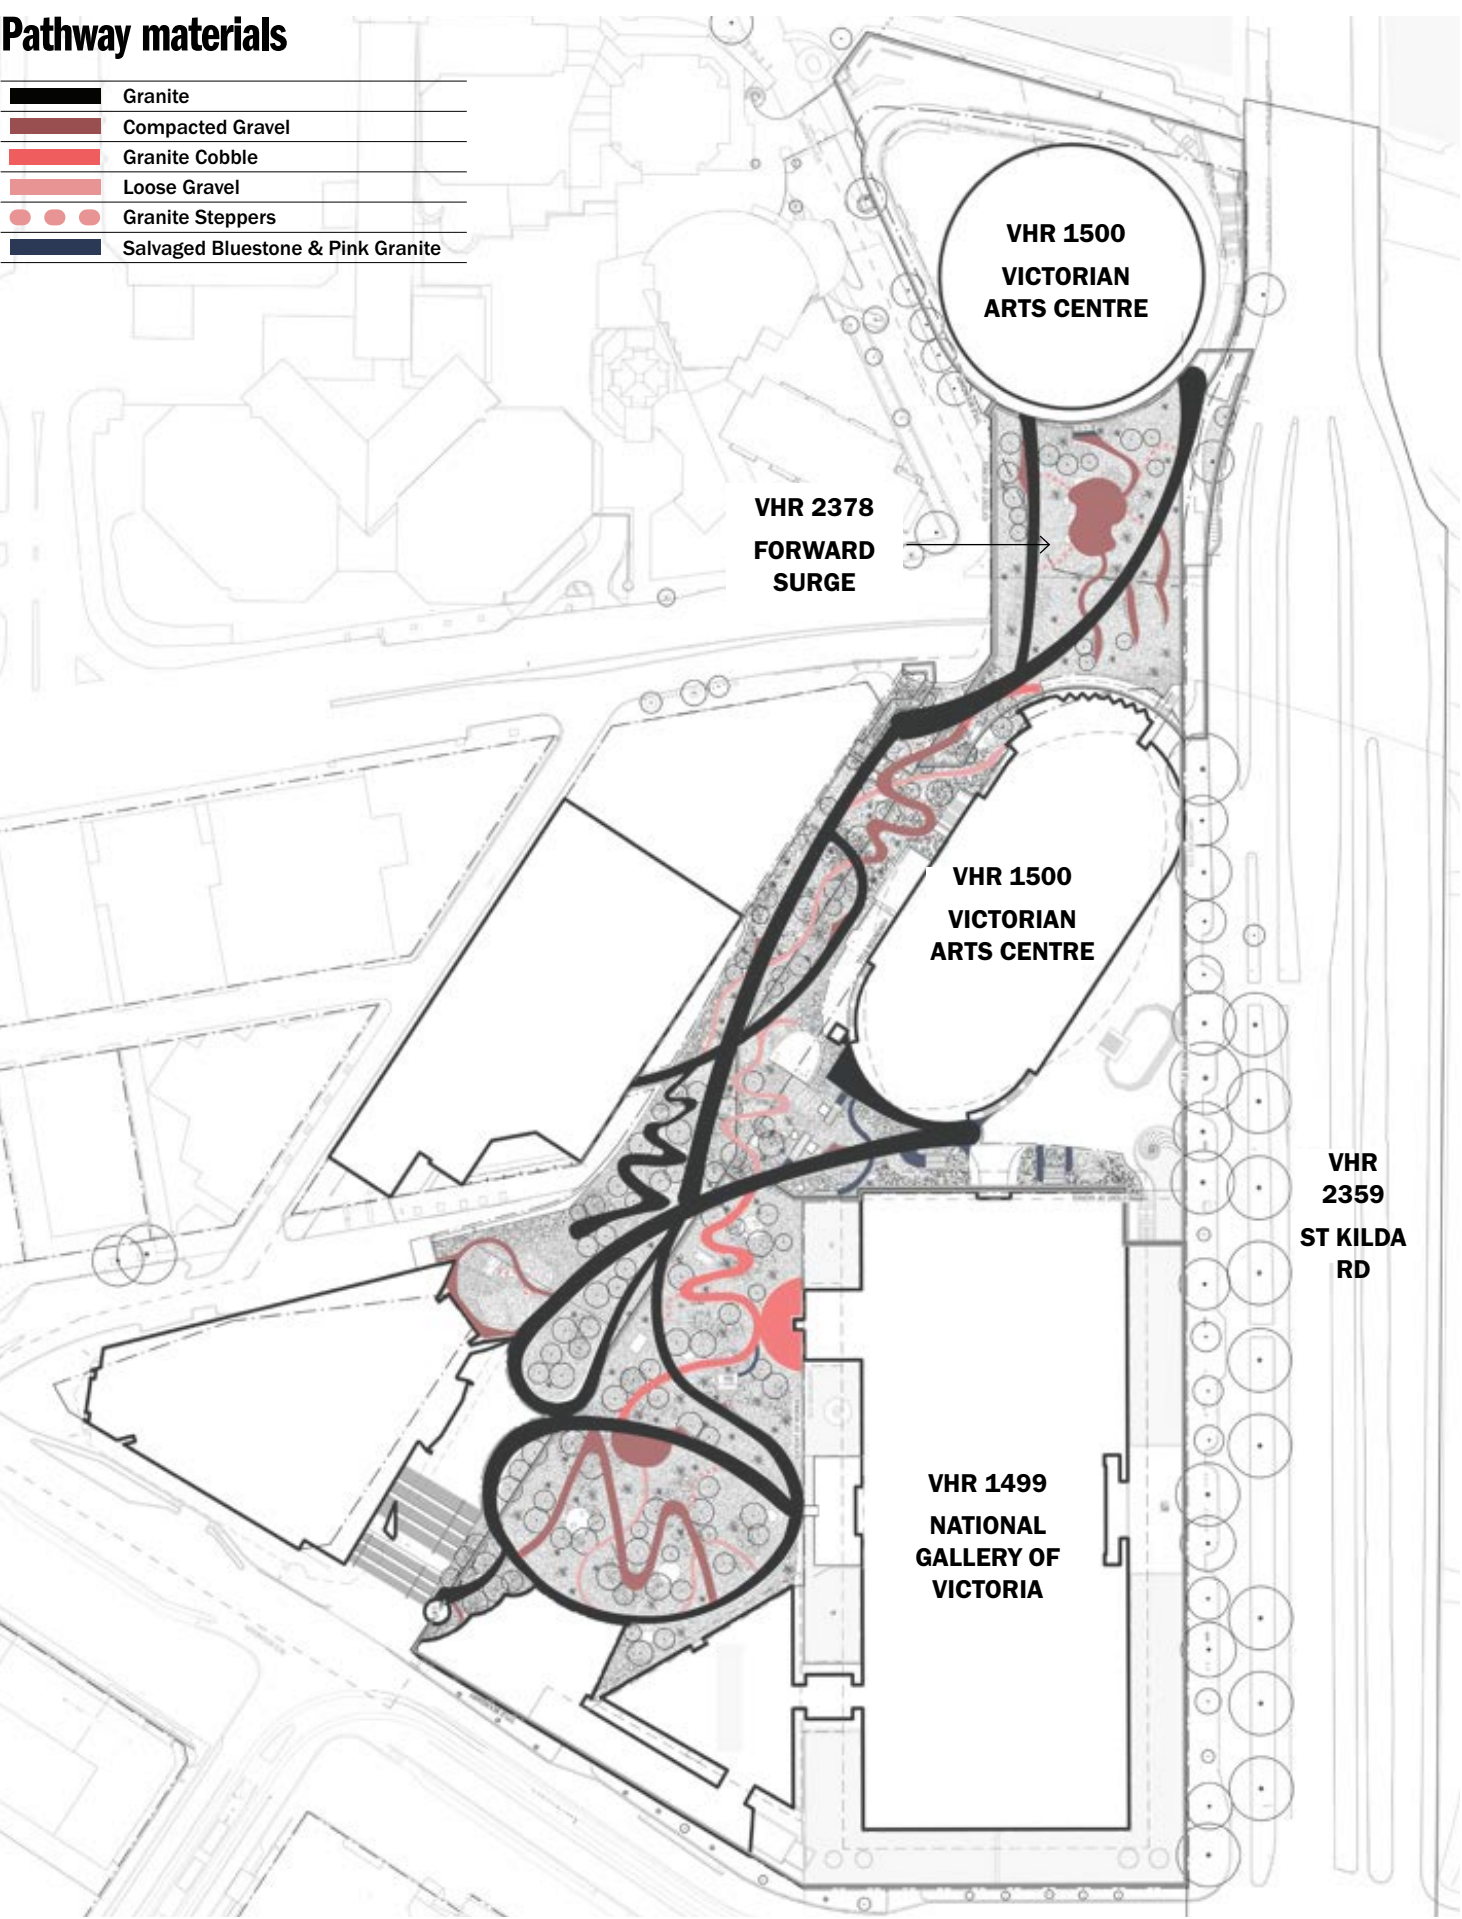 Pathway materials
Granite
Compacted Gravel
Granite Cobble
Loose Gravel
Granite Steppers
Salvaged Bluestone & Pink Granite
VHR 1500
VICTORIAN
ARTS CENTRE
VHR 2378
FORWARD
SURGE
VHR 1500
VICTORIAN
ARTS CENTRE
VHR
2359
ST KILDA
RD
VHR 1499
NATIONAL
GALLERY OF
VICTORIA